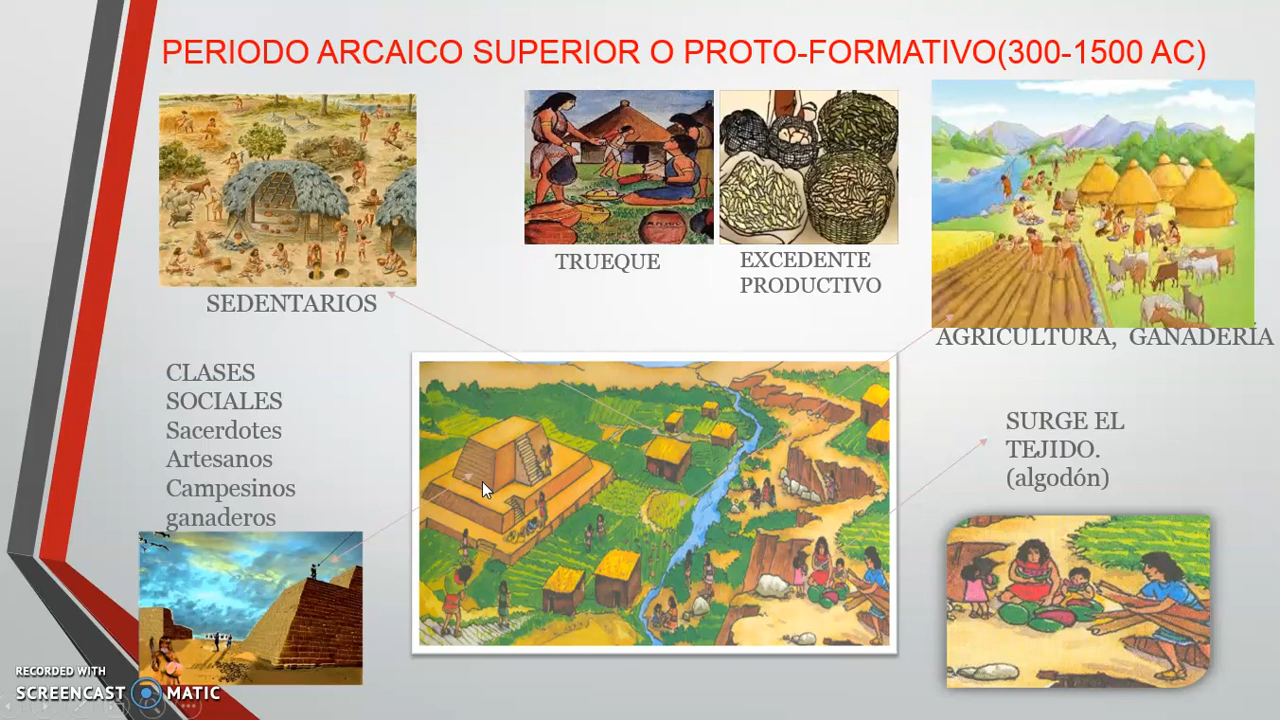 PERIODO ARCAICO SUPERIOR O PROTO-FORMATIVO(300-1500 AC)
SEDENTARIOS
TRUEQUE
EXCEDENTE
PRODUCTIVO
AGRICULTURA, GANADERÍA
CLASES
SOCIALES
Sacerdotes
Artesanos
Campesinos
ganaderos
SURGE EL
TEJIDO.
(algodón)
RECORDED WITH
SCREENCAST MATIC